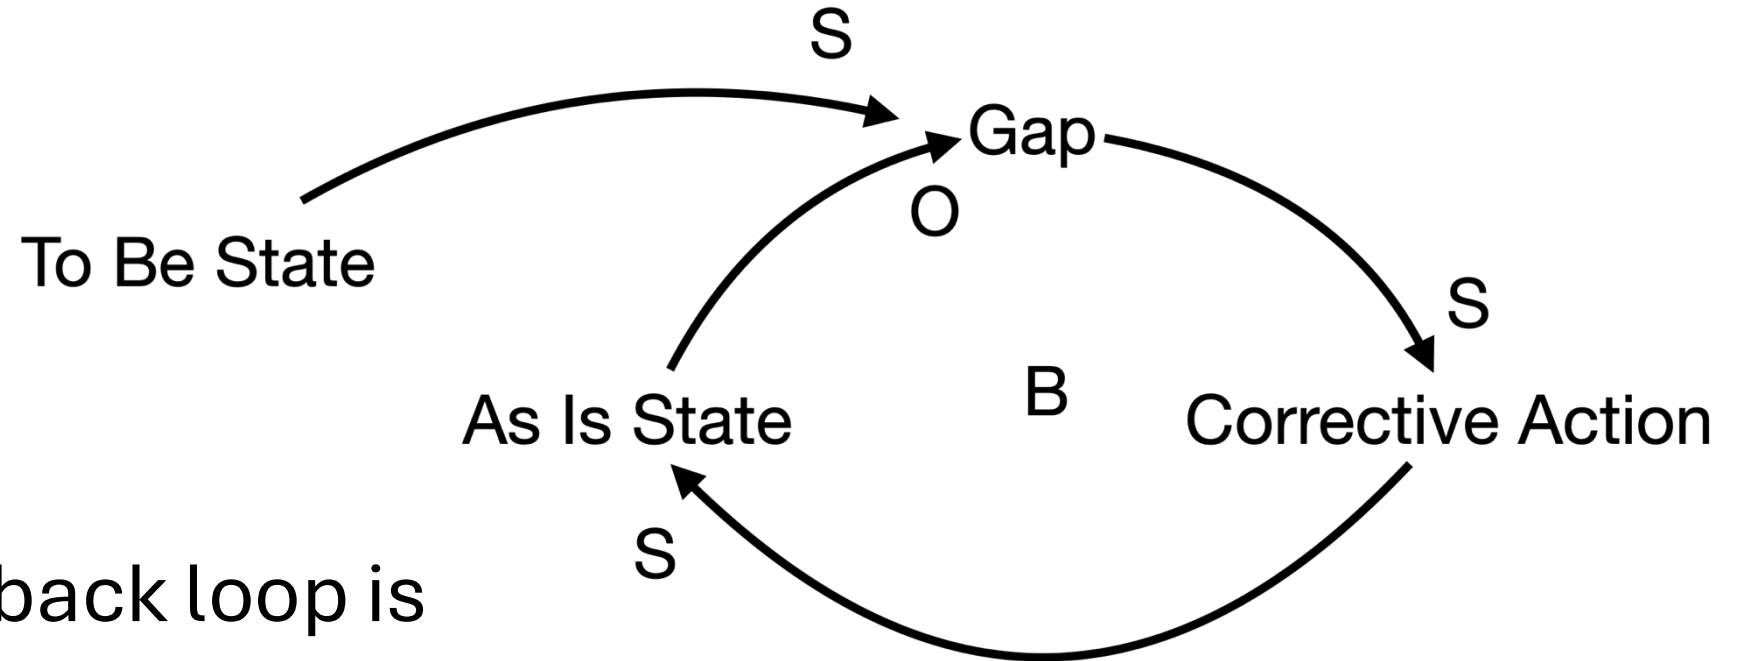 S
Gap
O
To Be State
S
B
As Is State
Corrective Action
S
back loop is